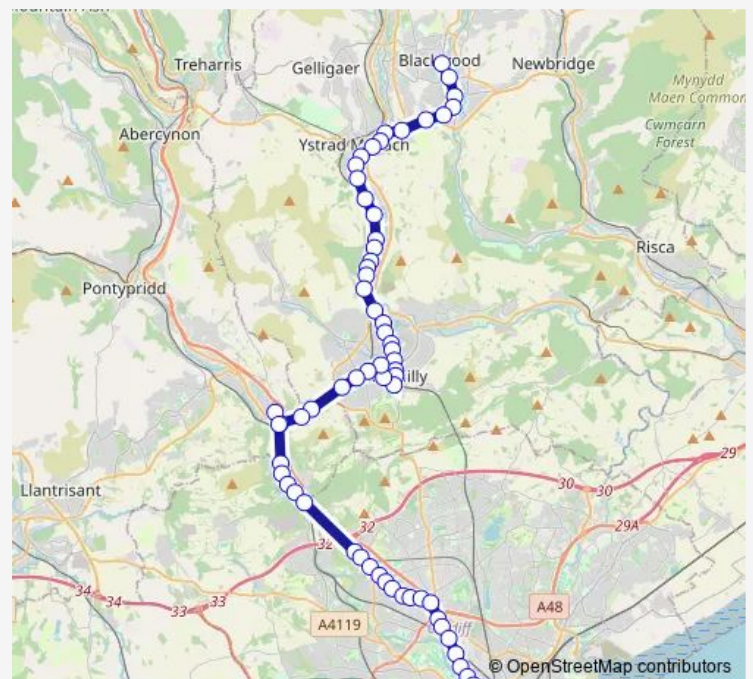 Treharris
Gelligaer
Newbridge
Mynydd
Maen Common
Cwmcarn
Forest
Abercynon
Risca
Pontypridd
29
Llantrisant
30
30
29A
32
32
34
34
33
33
A4119
A48
© OpenStreetMap contributors